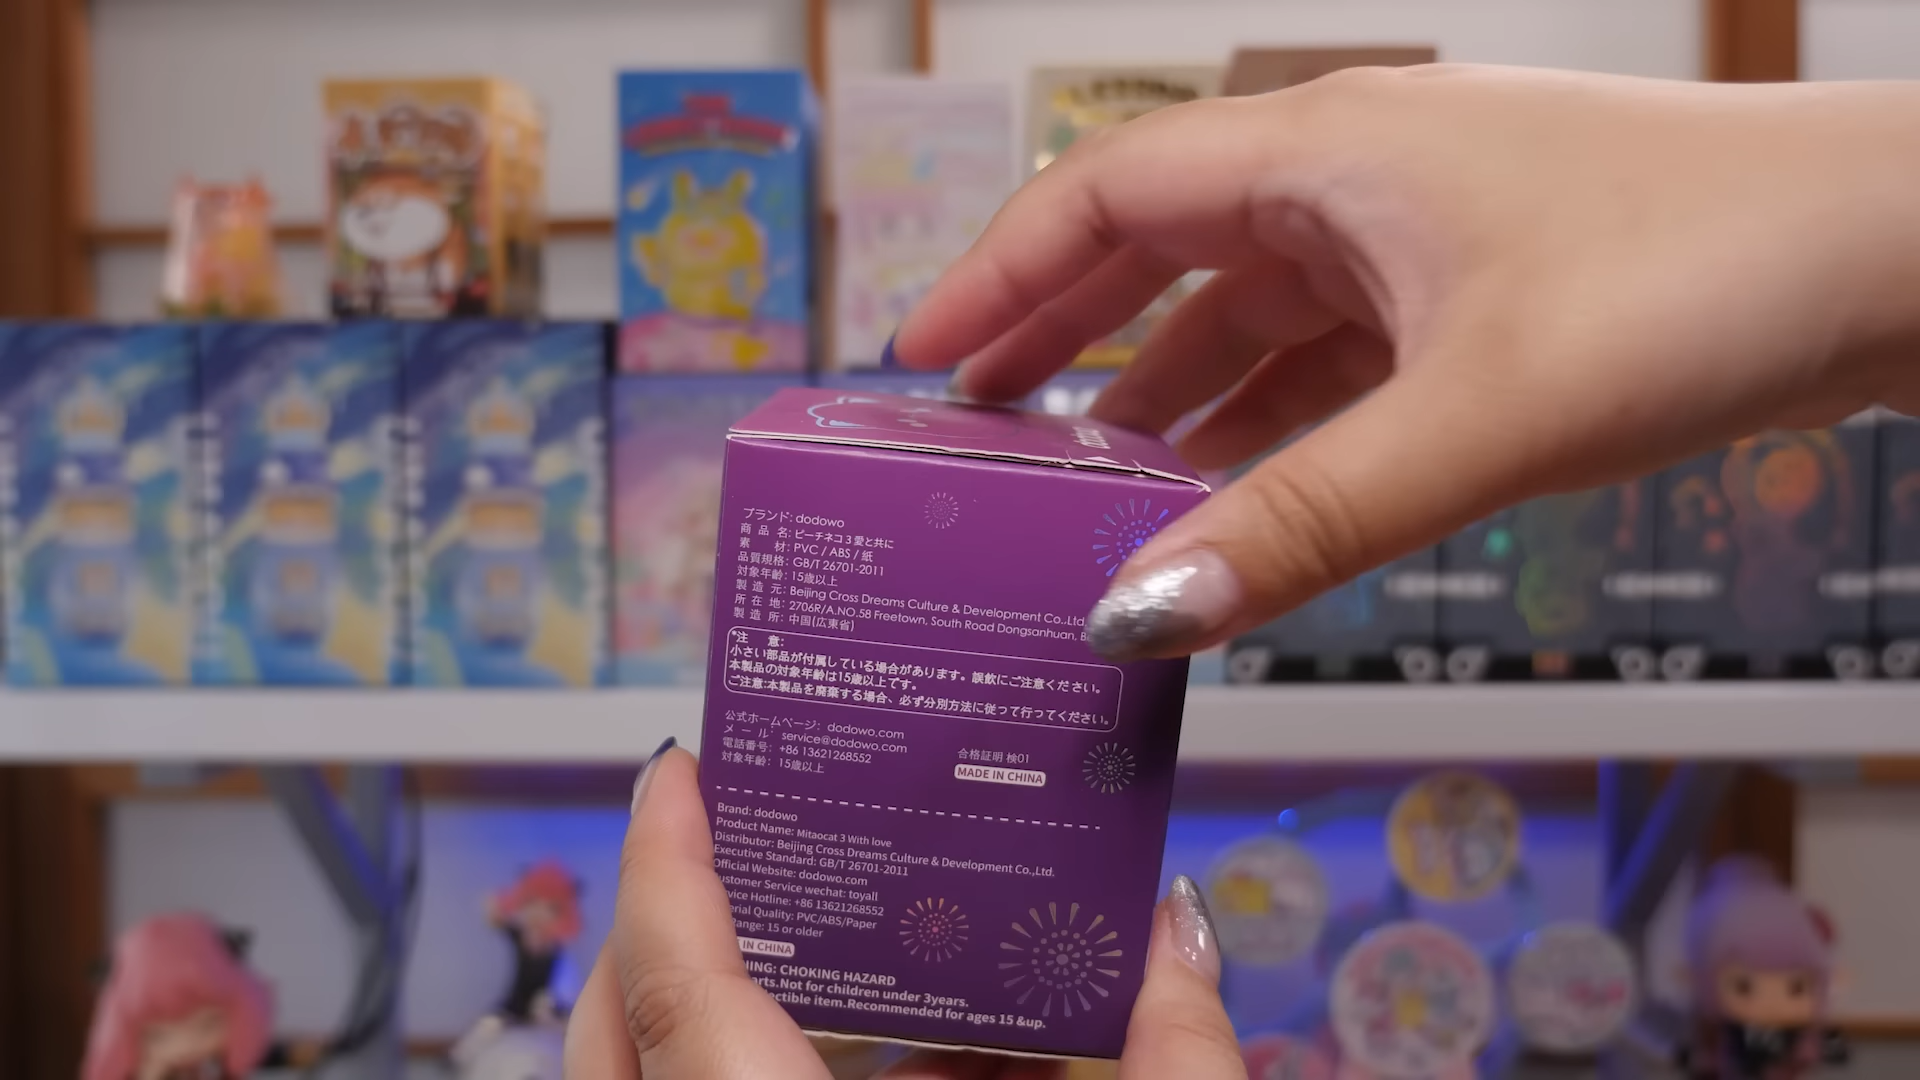 ブランド: dodowo
商 品 名: ピーチネコ 3 愛と共に
素 材: PVC / ABS / 紙
品質規格: GB/T 26701-2011
対象年齢: 15歳以上
製 造 元: Beijing Cross Dreams Culture & Development Co.,Ltd
所 在 地: 2706R/A.NO.58 Freetown, South Road Dongsanhuan,
製 造 所: 中国(広東省)
*注 意:
小さい部品が付属している場合があります。誤飲にご注意ください。
本製品の対象年齢は15歳以上です。
ご注意:本製品を廃棄する場合、必ず分別方法に従って行ってください。
公式ホームページ: dodowo.com
メ ー ル: service@dodowo.com
電話番号: +86 13621268552
対象年齢: 15歳以上
合格証明 検01
MADE IN CHINA
Brand: dodowo
Product Name: Mitaocat 3 With love
Distributor: Beijing Cross Dreams Culture & Development Co.,Ltd.
Executive Standard: GB/T 26701-2011
Official Website: dodowo.com
ustomer Service wechat: toyall
vice Hotline: +86 13621268552
erial Quality: PVC/ABS/Paper
Range: 15 or older
IN CHINA
NING: CHOKING HAZARD
arts.Not for children under 3years.
ectible item.Recommended for ages 15 &up.